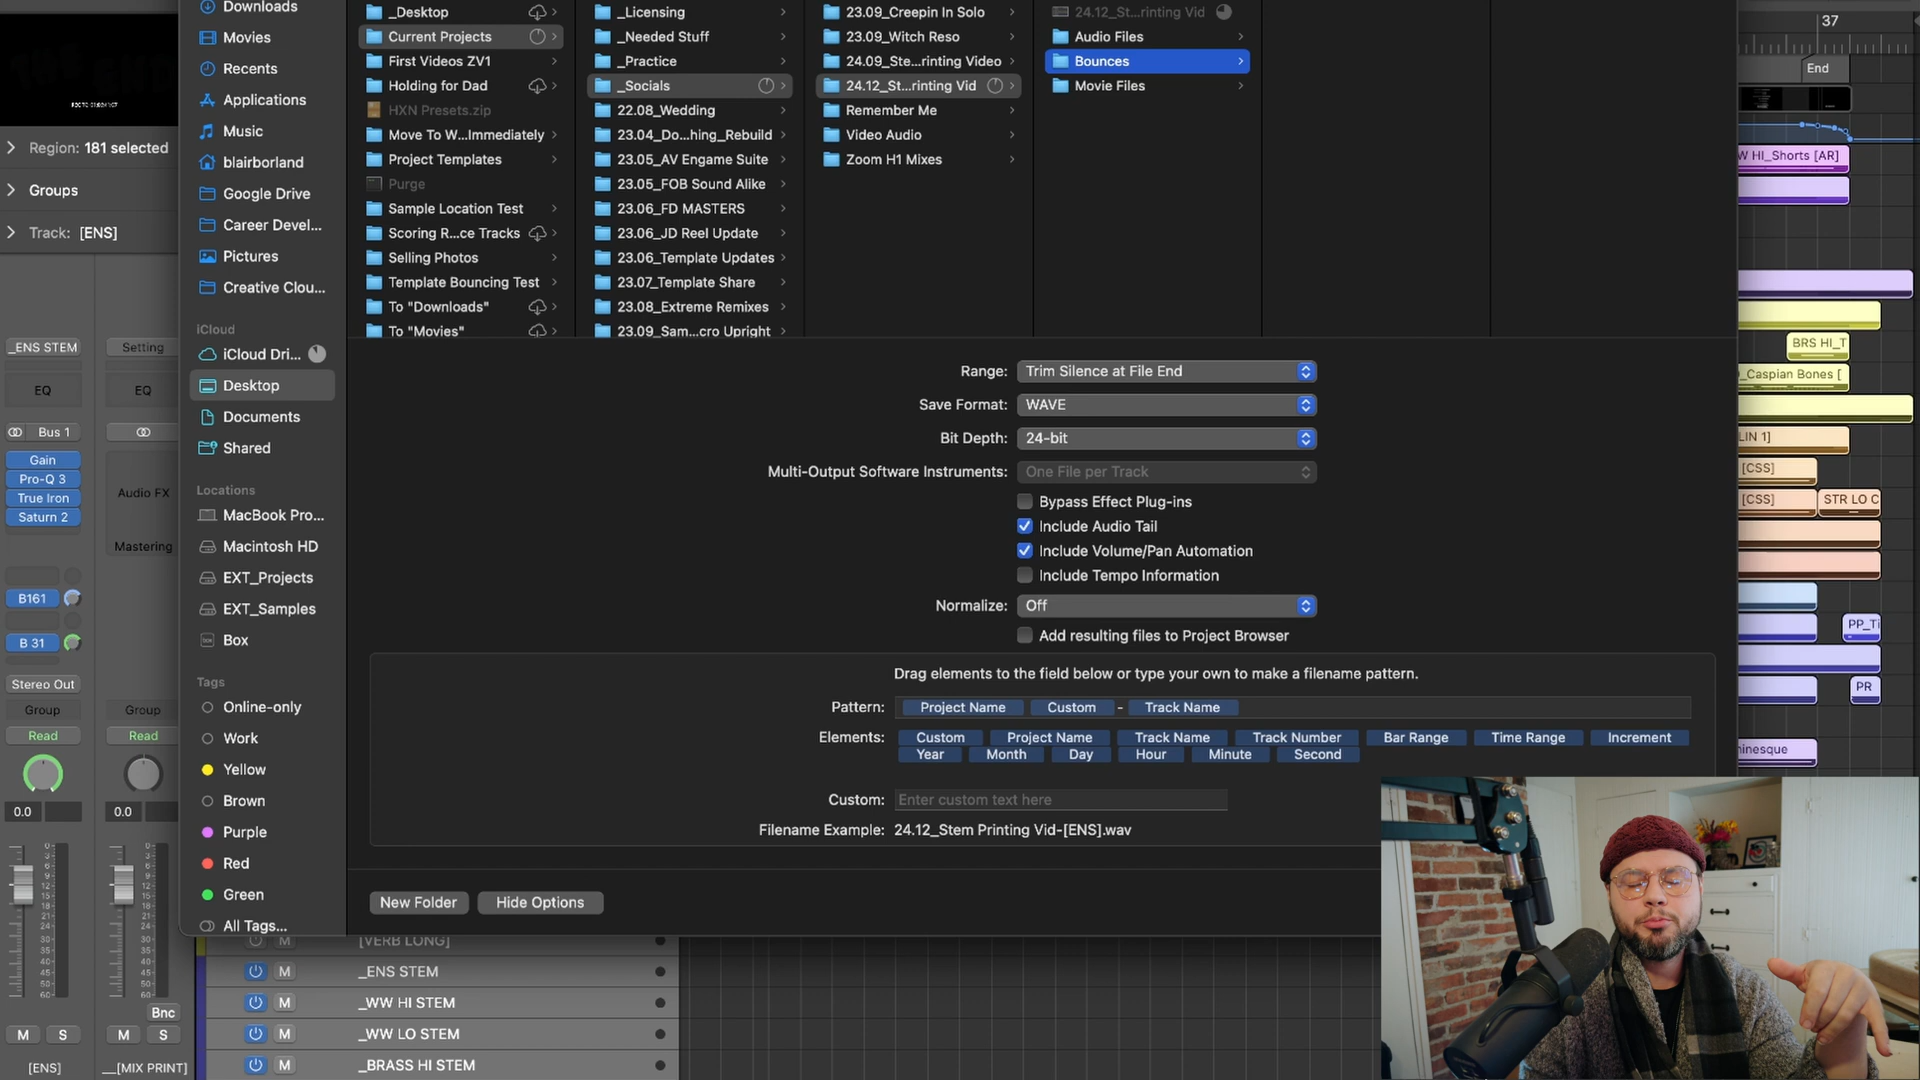 Region: 181 selected
Groups
Track: [ENS]
_ENS STEM
Setting
EQ
EQ
Bus 1
Gain
Pro-Q 3
True Iron
Saturn 2
Audio FX
Mastering
B161
B 31
Stereo Out
Group
Group
Read
Read
0.0
0.0
Bnc
M
S
M
S
[ENS]
__[MIX PRINT]
Downloads
Movies
Recents
Applications
Music
blairborland
Google Drive
Career Devel...
Pictures
Creative Clou...
iCloud
iCloud Dri...
Desktop
Documents
Shared
Locations
MacBook Pro...
Macintosh HD
EXT_Projects
EXT_Samples
Box
Tags
Online-only
Work
Yellow
Brown
Purple
Red
Green
All Tags...
_Desktop
Current Projects
First Videos ZV1
Holding for Dad
HXN Presets.zip
Move To W...Immediately
Project Templates
Purge
Sample Location Test
Scoring R...ce Tracks
Selling Photos
Template Bouncing Test
To "Downloads"
To "Movies"
_Licensing
_Needed Stuff
_Practice
_Socials
22.08_Wedding
23.04_Do...hing_Rebuild
23.05_AV Engame Suite
23.05_FOB Sound Alike
23.06_FD MASTERS
23.06_JD Reel Update
23.06_Template Updates
23.07_Template Share
23.08_Extreme Remixes
23.09_Sam...cro Upright
23.09_Creepin In Solo
23.09_Witch Reso
24.09_Ste...rinting Video
24.12_St...rinting Vid
Remember Me
Video Audio
Zoom H1 Mixes
24.12_St...rinting Vid
Audio Files
Bounces
Movie Files
Range: Trim Silence at File End
Save Format: WAVE
Bit Depth: 24-bit
Multi-Output Software Instruments: One File per Track
Bypass Effect Plug-ins
Include Audio Tail
Include Volume/Pan Automation
Include Tempo Information
Normalize: Off
Add resulting files to Project Browser
Drag elements to the field below or type your own to make a filename pattern.
Pattern: Project Name Custom - Track Name
Elements: Custom Project Name Track Name Track Number Bar Range Time Range Increment
Year Month Day Hour Minute Second
Custom: Enter custom text here
Filename Example: 24.12_Stem Printing Vid-[ENS].wav
New Folder
Hide Options
M [VERB LONG]
M _ENS STEM
M _WW HI STEM
M _WW LO STEM
M _BRASS HI STEM
37
End
W HI_Shorts [AR]
BRS HI_T
_Caspian Bones [
LIN 1]
[CSS]
[CSS]
STR LO C
PP_Ti
PR
ninesque